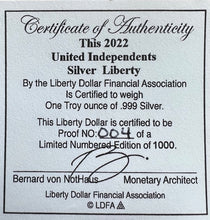 Certificate of Authenticity
This 2022
United Independents
Silver Liberty
By the Liberty Dollar Financial Association
Is Certified to weigh
One Troy ounce of .999 Silver.
This Liberty Dollar is certified to be
Proof NO: 004 of a
Limited Numbered Edition of 1000.
Bernard von NotHaus Monetary Architect
Liberty Dollar Financial Association
© LDFA